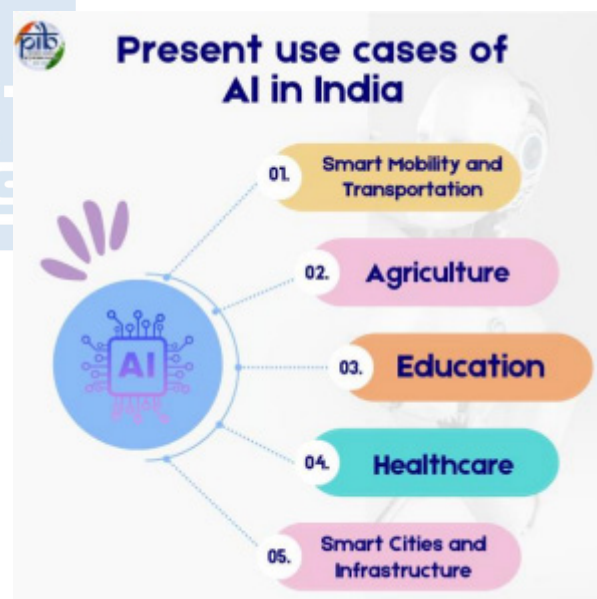 pib
Present use cases of
AI in India
01.
Smart Mobility and
Transportation
02.
Agriculture
AI
03.
Education
04.
Healthcare
05.
Smart Cities and
Infrastructure